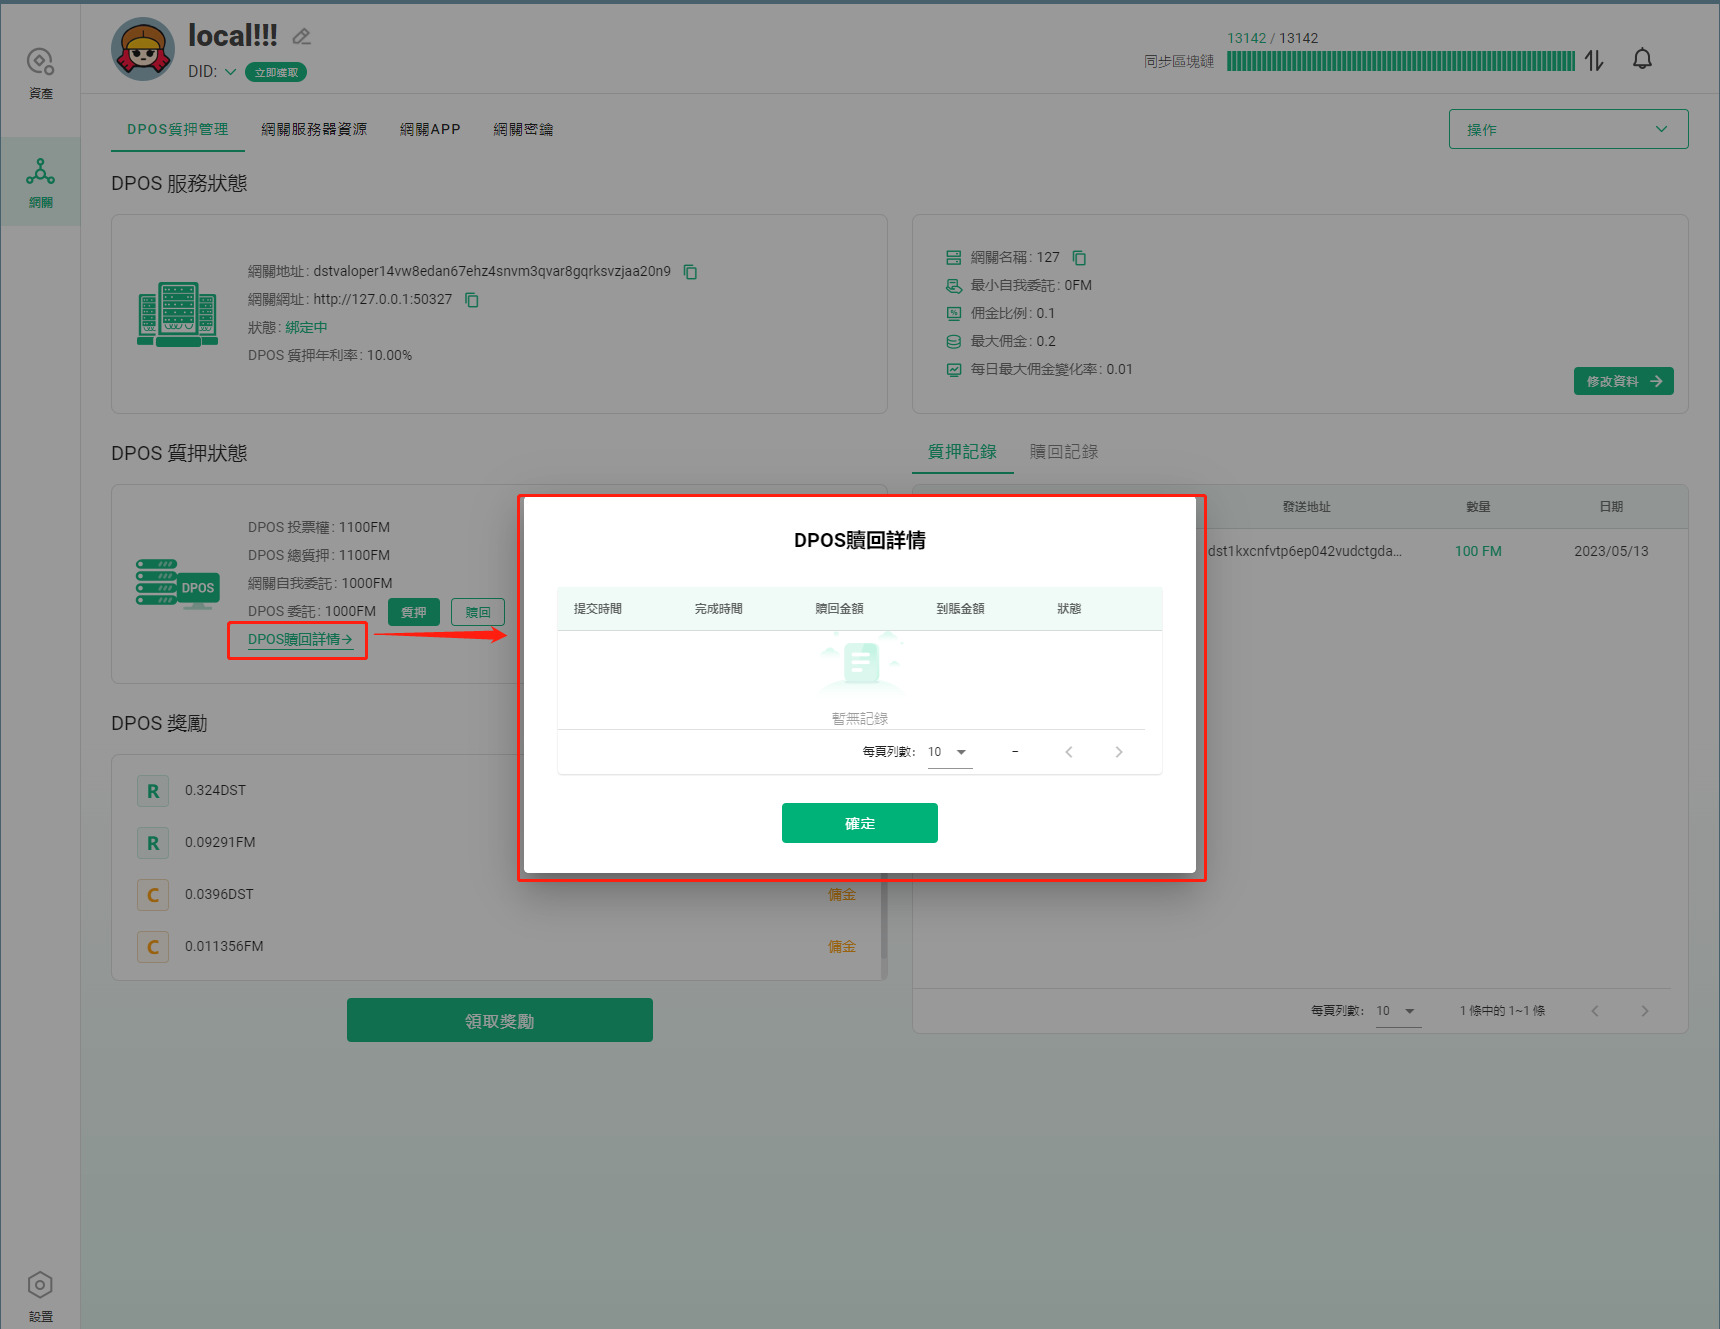 local!!!
DID:
立即獲取
13142 / 13142
同步區塊鏈
資產
網關
設置
DPOS質押管理
網關服務器資源
網關APP
網關密鑰
操作
DPOS 服務狀態
網關地址: dstvaloper14vw8edan67ehz4snvm3qvar8gqrksvzjaa20n9
網關網址: http://127.0.0.1:50327
狀態: 綁定中
DPOS 質押年利率: 10.00%
網關名稱: 127
最小自我委託: 0FM
佣金比例: 0.1
最大佣金: 0.2
每日最大佣金變化率: 0.01
修改資料
DPOS 質押狀態
DPOS
DPOS 投票權: 1100FM
DPOS 總質押: 1100FM
網關自我委託: 1000FM
DPOS 委託: 1000FM
質押
贖回
DPOS贖回詳情
質押記錄
贖回記錄
發送地址
數量
日期
dst1kxcnfvtp6ep042vudctgda...
100 FM
2023/05/13
每頁列數:
10
1 條中的 1~1 條
DPOS 獎勵
R
0.324DST
R
0.09291FM
C
0.0396DST
傭金
C
0.011356FM
傭金
領取獎勵
DPOS贖回詳情
提交時間
完成時間
贖回金額
到賬金額
狀態
暫無記錄
每頁列數:
10
–
確定